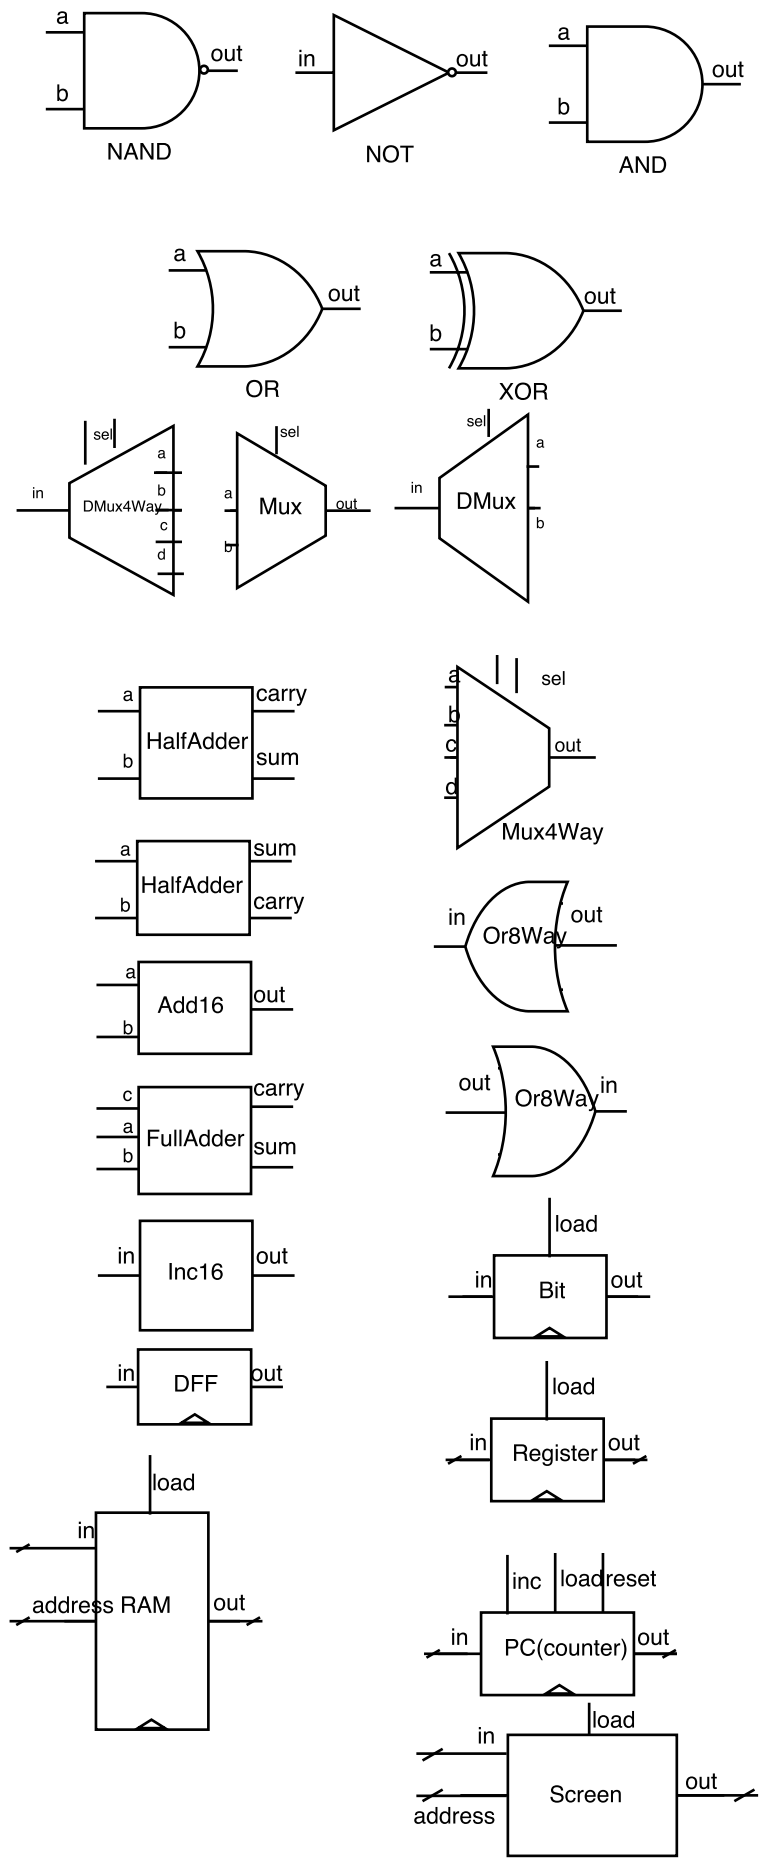 a
out
b
NAND
in
out
NOT
a
out
b
AND
a
out
b
OR
a
out
b
XOR
sel
a
in
b
DMux4Way
c
d
sel
a
Mux
out
b
sel
a
in
DMux
b
a
carry
HalfAdder
b
sum
a
sel
b
c
out
d
Mux4Way
a
sum
HalfAdder
b
carry
in
out
Or8Way
a
Add16
out
b
out
in
Or8Way
c
carry
a
FullAdder
b
sum
in
out
Inc16
load
in
out
Bit
in
out
DFF
load
in
out
Register
load
in
address
RAM
out
inc
load
reset
in
PC(counter)
out
load
in
Screen
out
address